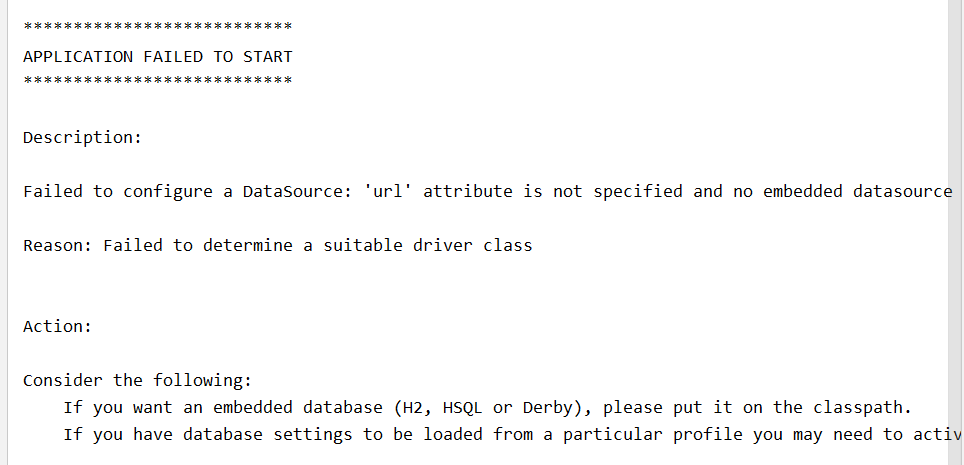 ***************************
APPLICATION FAILED TO START
***************************
Description:
Failed to configure a DataSource: 'url' attribute is not specified and no embedded datasource
Reason: Failed to determine a suitable driver class
Action:
Consider the following:
If you want an embedded database (H2, HSQL or Derby), please put it on the classpath.
If you have database settings to be loaded from a particular profile you may need to activ